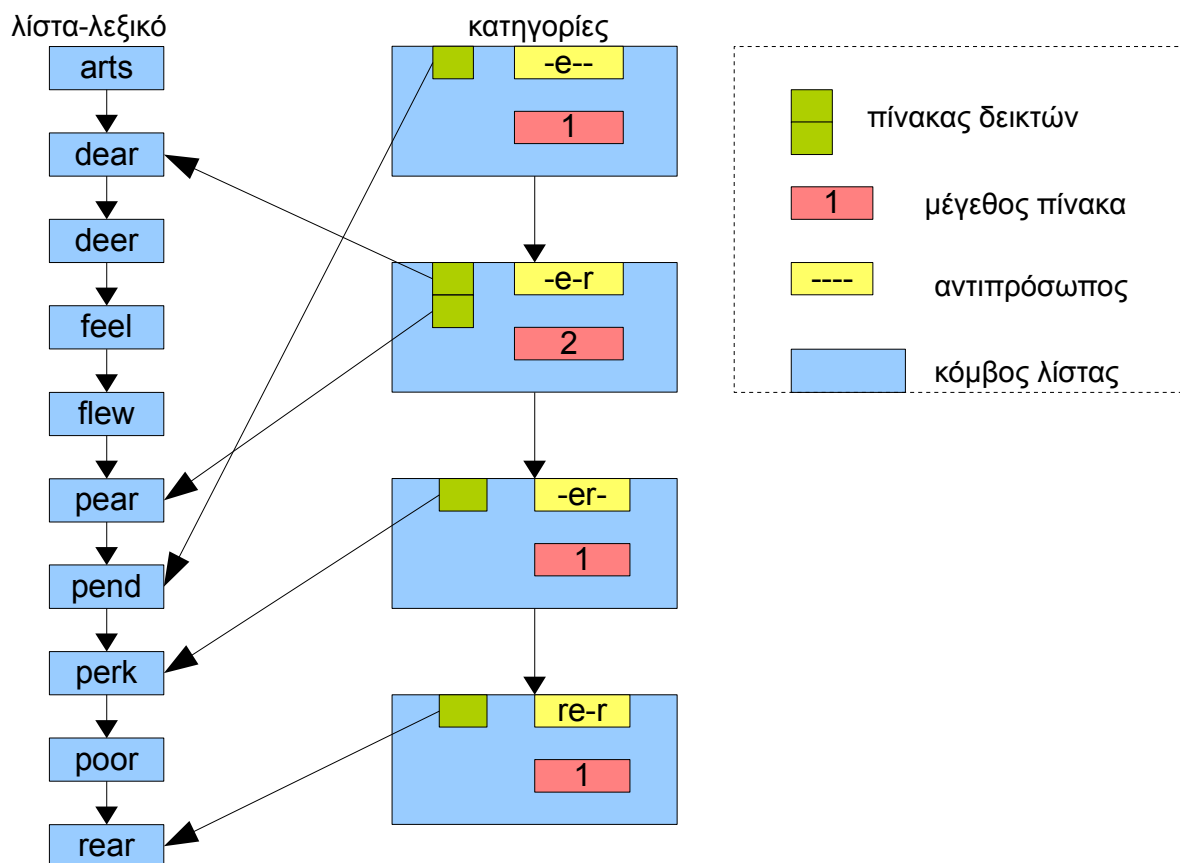 λίστα-λεξικό
arts
dear
deer
feel
flew
pear
pend
perk
poor
rear
κατηγορίες
-e--
1
-e-r
2
-er-
1
re-r
1
πίνακας δεικτών
1 μέγεθος πίνακα
---- αντιπρόσωπος
κόμβος λίστας